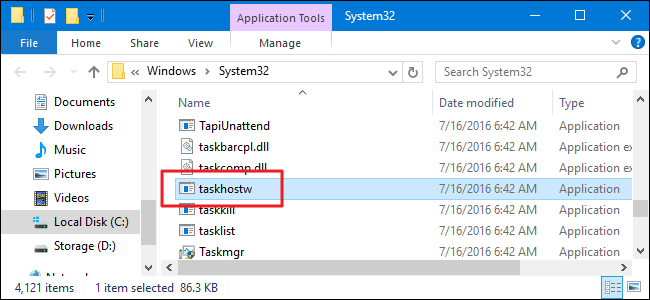 Application Tools System32
File Home Share View Manage
« Windows › System32 Search System32
Documents
Downloads
Music
Pictures
Videos
Local Disk (C:)
Storage (D:)
Name Date modified Type
TapiUnattend 7/16/2016 6:42 AM Application
taskbarcpl.dll 7/16/2016 6:42 AM Application ex
taskcomp.dll 7/16/2016 6:42 AM Application ex
taskhostw 7/16/2016 6:42 AM Application
taskkill 7/16/2016 6:42 AM Application
tasklist 7/16/2016 6:42 AM Application
Taskmgr 7/16/2016 6:42 AM Application
4,121 items 1 item selected 86.3 KB